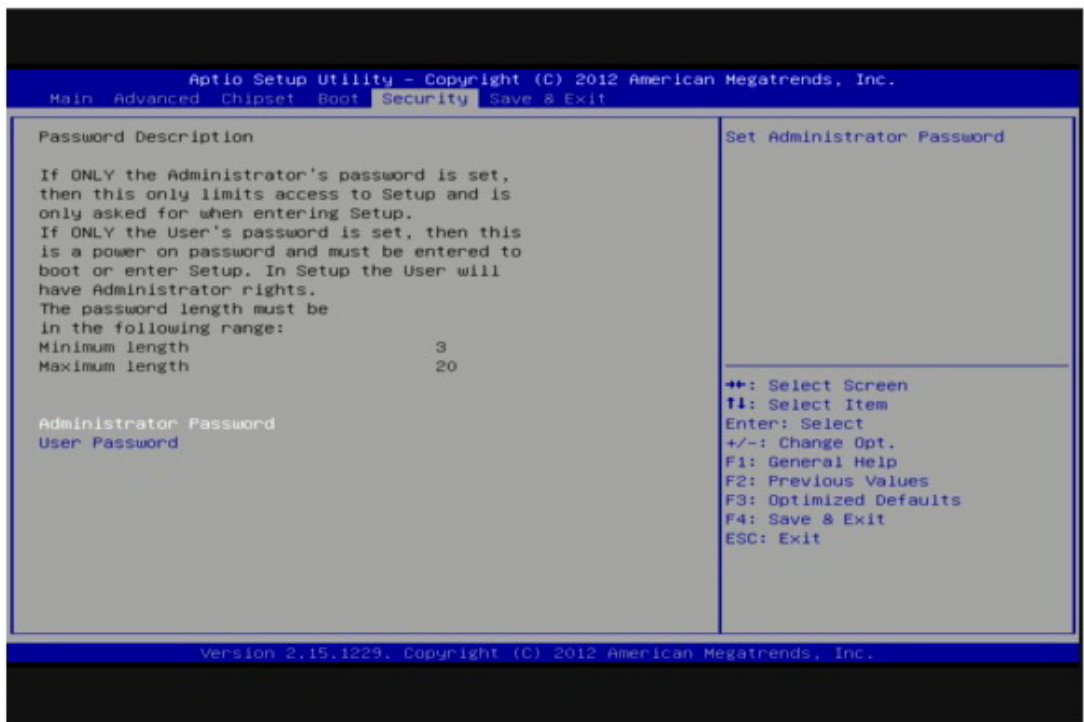 Aptio Setup Utility – Copyright (C) 2012 American Megatrends, Inc.
Main Advanced Chipset Boot Security Save & Exit
Password Description
If ONLY the Administrator's password is set,
then this only limits access to Setup and is
only asked for when entering Setup.
If ONLY the User's password is set, then this
is a power on password and must be entered to
boot or enter Setup. In Setup the User will
have Administrator rights.
The password length must be
in the following range:
Minimum length 3
Maximum length 20
Administrator Password
User Password
Set Administrator Password
→←: Select Screen
↑↓: Select Item
Enter: Select
+/-: Change Opt.
F1: General Help
F2: Previous Values
F3: Optimized Defaults
F4: Save & Exit
ESC: Exit
Version 2.15.1229. Copyright (C) 2012 American Megatrends, Inc.